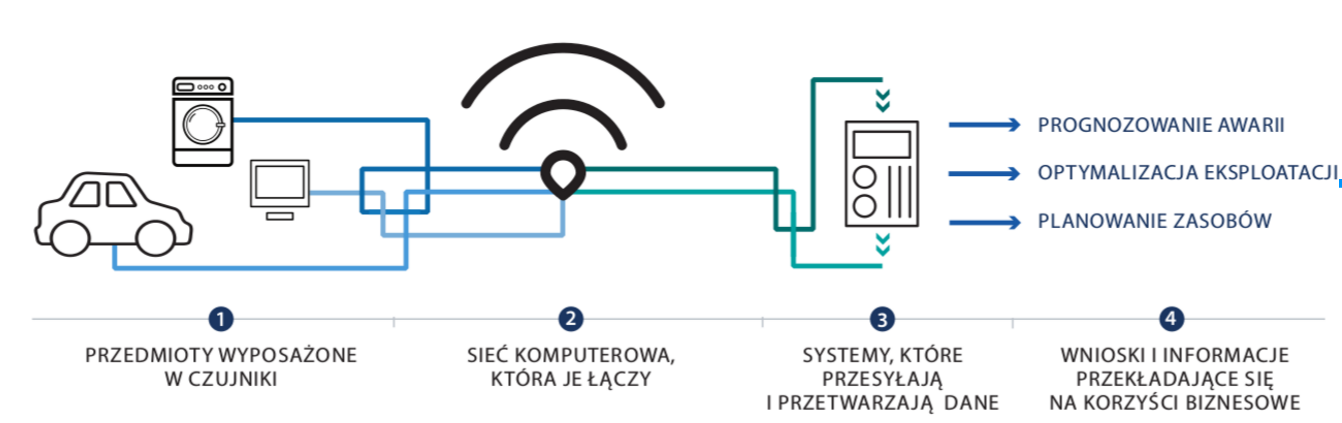 PROGNOZOWANIE AWARII
OPTYMALIZACJA EKSPLOATACJI
PLANOWANIE ZASOBÓW
1
PRZEDMIOTY WYPOSAŻONE
W CZUJNIKI
2
SIEĆ KOMPUTEROWA,
KTÓRA JE ŁĄCZY
3
SYSTEMY, KTÓRE
PRZESYŁAJĄ
I PRZETWARZAJĄ DANE
4
WNIOSKI I INFORMACJE
PRZEKŁADAJĄCE SIĘ
NA KORZYŚCI BIZNESOWE